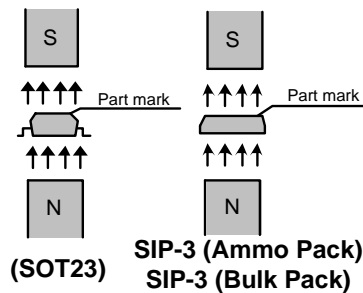 S
S
Part mark
Part mark
N
N
(SOT23)
SIP-3 (Ammo Pack)
SIP-3 (Bulk Pack)